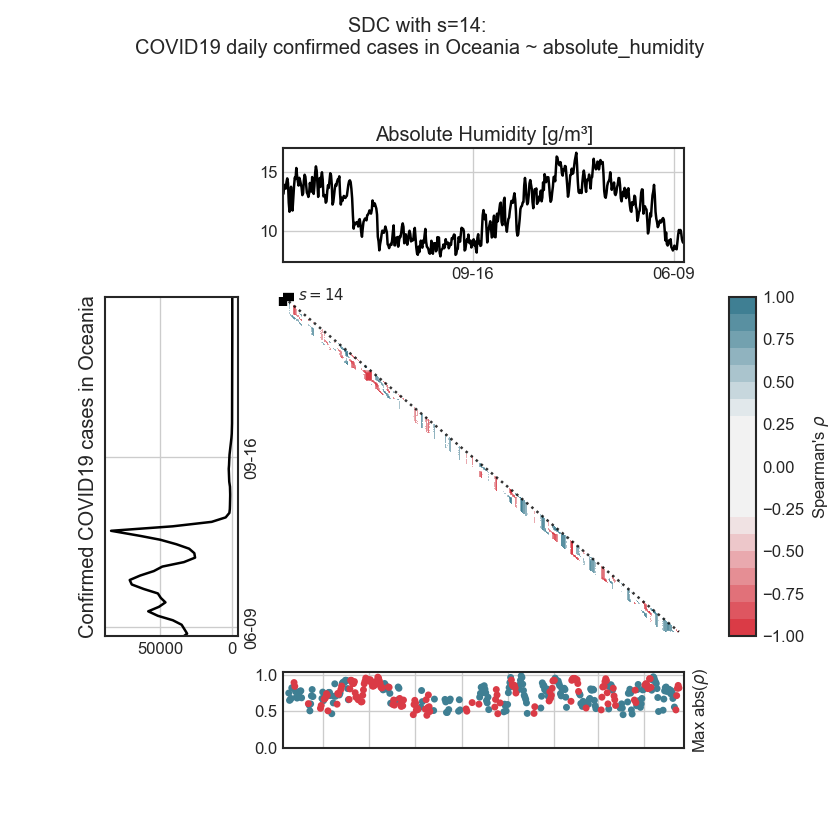 SDC with s=14:
COVID19 daily confirmed cases in Oceania ~ absolute_humidity
Absolute Humidity [g/m³]
15
10
09-16
06-09
s = 14
Confirmed COVID19 cases in Oceania
09-16
06-09
50000
0
1.00
0.75
0.50
0.25
0.00
−0.25
−0.50
−0.75
−1.00
Spearman's ρ
1.0
0.5
0.0
Max abs(ρ)